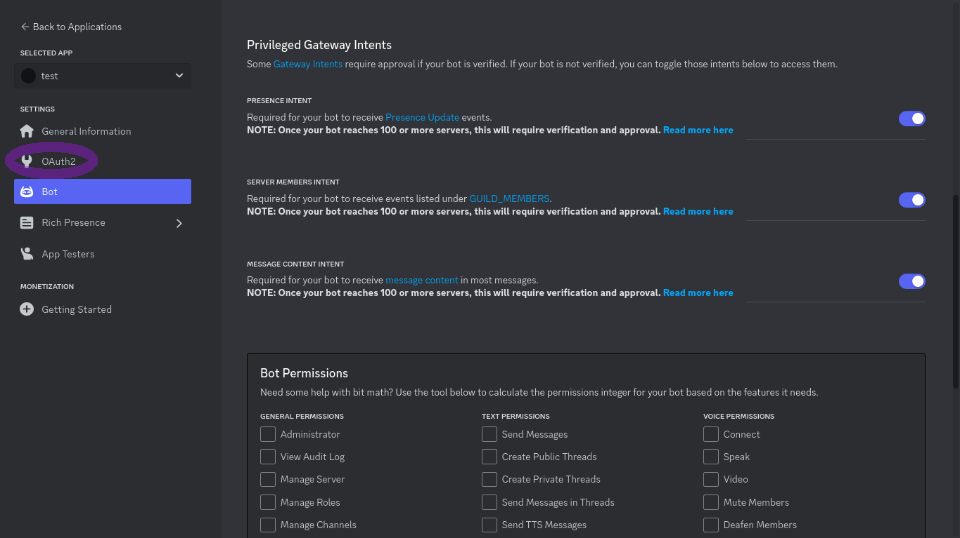 Back to Applications
SELECTED APP
test
SETTINGS
General Information
OAuth2
Bot
Rich Presence
App Testers
MONETIZATION
Getting Started
Privileged Gateway Intents
Some Gateway Intents require approval if your bot is verified. If your bot is not verified, you can toggle those intents below to access them.
PRESENCE INTENT
Required for your bot to receive Presence Update events.
NOTE: Once your bot reaches 100 or more servers, this will require verification and approval. Read more here
SERVER MEMBERS INTENT
Required for your bot to receive events listed under GUILD_MEMBERS.
NOTE: Once your bot reaches 100 or more servers, this will require verification and approval. Read more here
MESSAGE CONTENT INTENT
Required for your bot to receive message content in most messages.
NOTE: Once your bot reaches 100 or more servers, this will require verification and approval. Read more here
Bot Permissions
Need some help with bit math? Use the tool below to calculate the permissions integer for your bot based on the features it needs.
GENERAL PERMISSIONS
Administrator
View Audit Log
Manage Server
Manage Roles
Manage Channels
TEXT PERMISSIONS
Send Messages
Create Public Threads
Create Private Threads
Send Messages in Threads
Send TTS Messages
VOICE PERMISSIONS
Connect
Speak
Video
Mute Members
Deafen Members